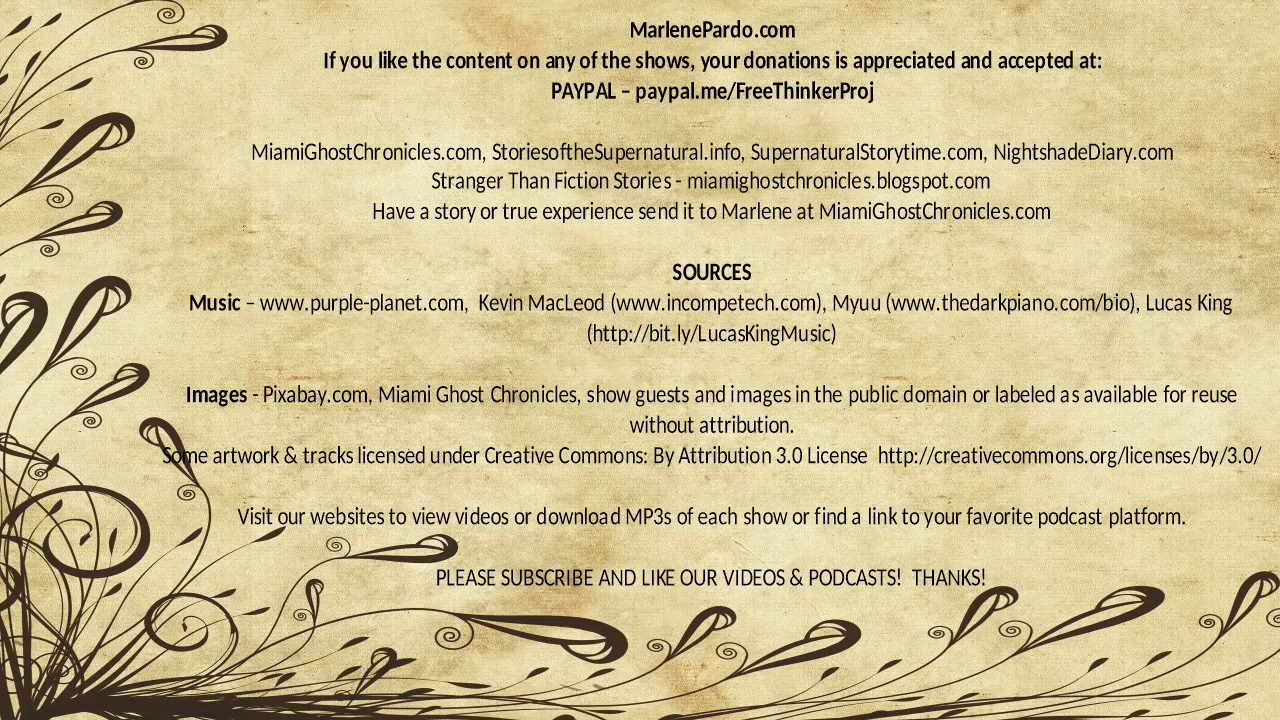 MarlenePardo.com
If you like the content on any of the shows, your donations is appreciated and accepted at:
PAYPAL – paypal.me/FreeThinkerProj
MiamiGhostChronicles.com, StoriesoftheSupernatural.info, SupernaturalStorytime.com, NightshadeDiary.com
Stranger Than Fiction Stories - miamighostchronicles.blogspot.com
Have a story or true experience send it to Marlene at MiamiGhostChronicles.com
SOURCES
Music – www.purple-planet.com,  Kevin MacLeod (www.incompetech.com), Myuu (www.thedarkpiano.com/bio), Lucas King
(http://bit.ly/LucasKingMusic)
Images - Pixabay.com, Miami Ghost Chronicles, show guests and images in the public domain or labeled as available for reuse
without attribution.
Some artwork & tracks licensed under Creative Commons: By Attribution 3.0 License  http://creativecommons.org/licenses/by/3.0/
Visit our websites to view videos or download MP3s of each show or find a link to your favorite podcast platform.
PLEASE SUBSCRIBE AND LIKE OUR VIDEOS & PODCASTS!  THANKS!